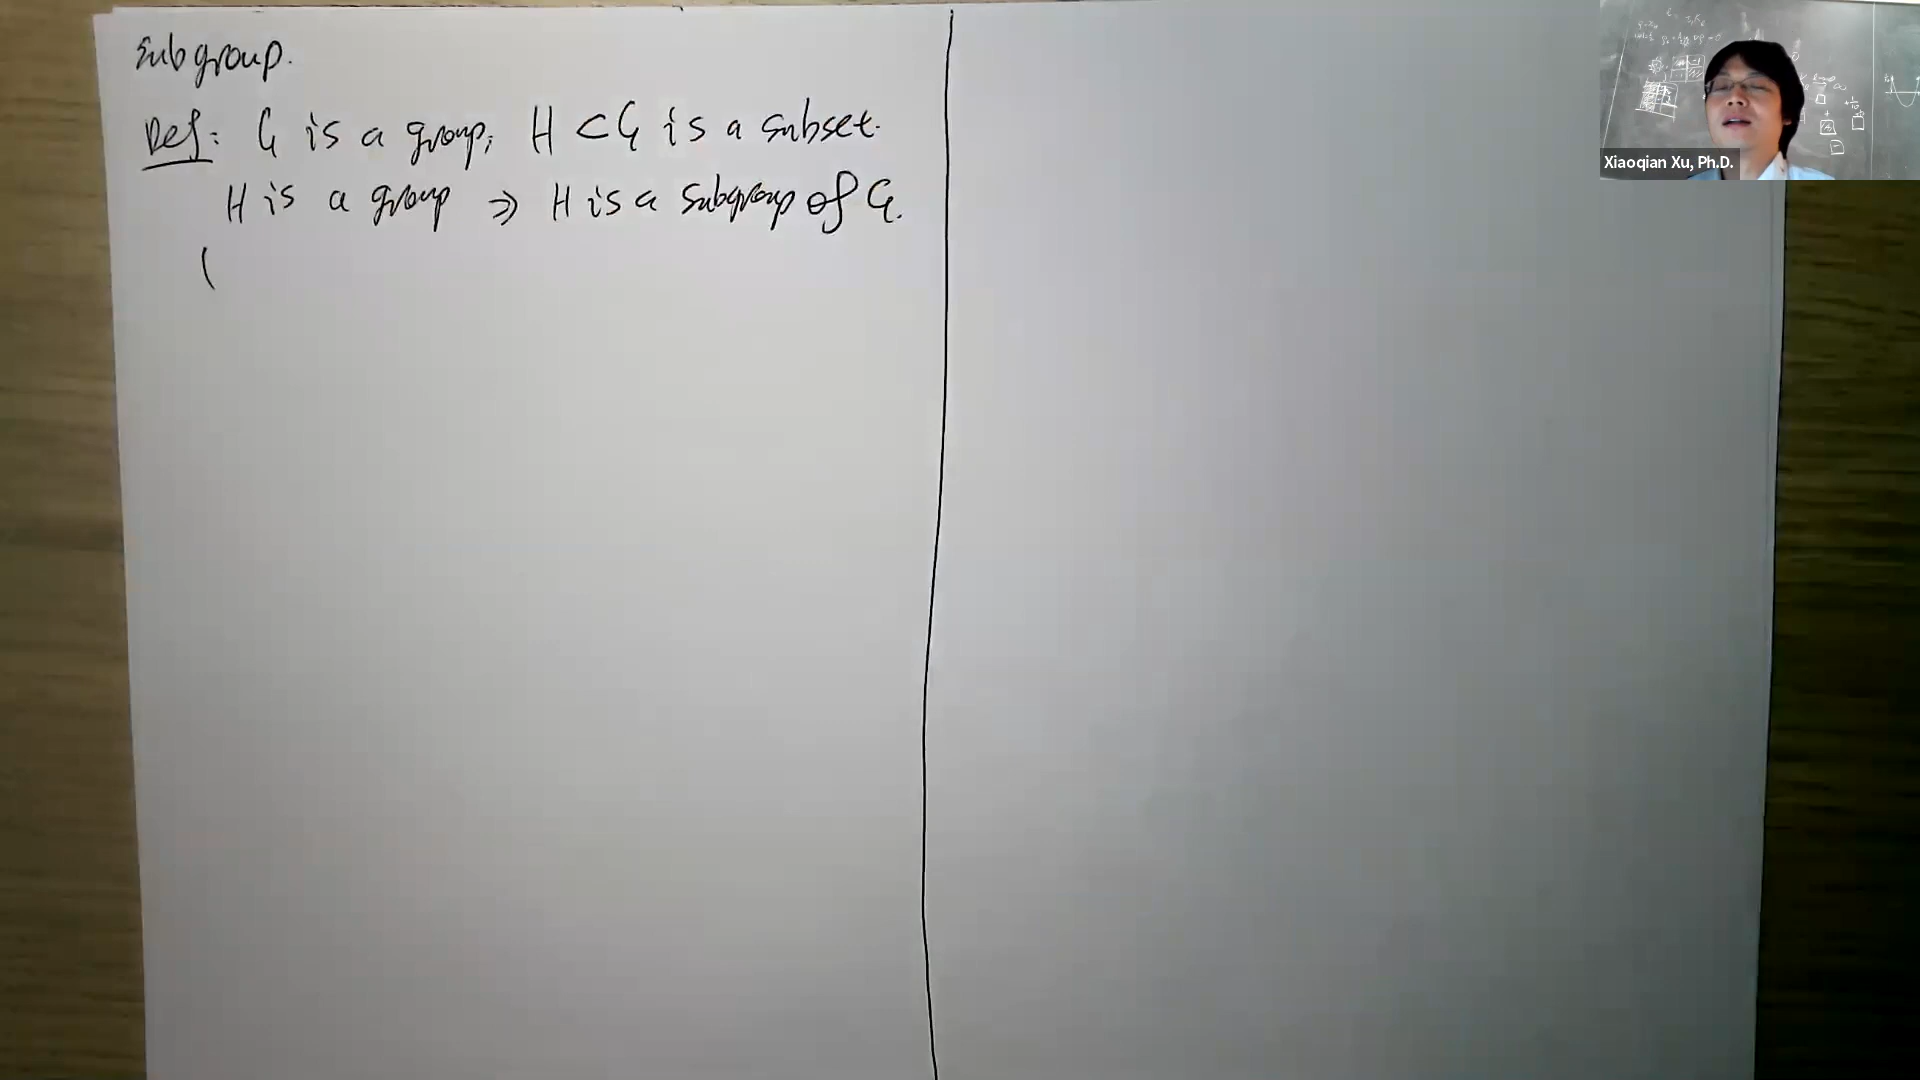 Subgroup.
Def: G is a group; H ⊂ G is a subset.
H is a group ⇒ H is a subgroup of G.
(
Xiaoqian Xu, Ph.D.